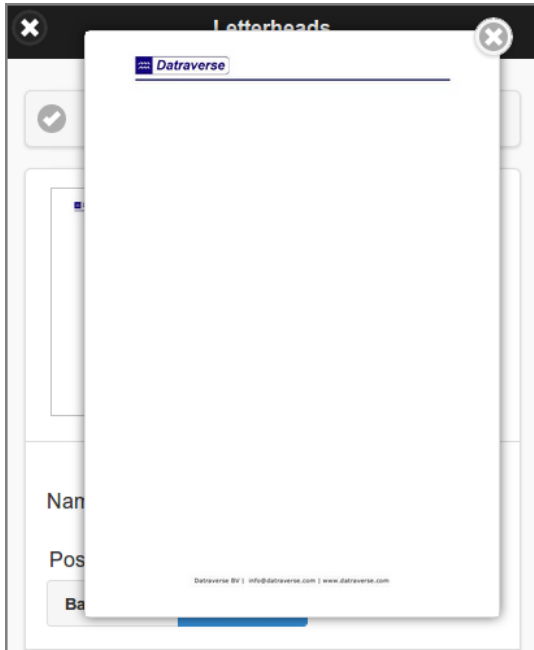 Letterheads
Datraverse
Nam
Pos
Ba
Datraverse BV | info@datraverse.com | www.datraverse.com